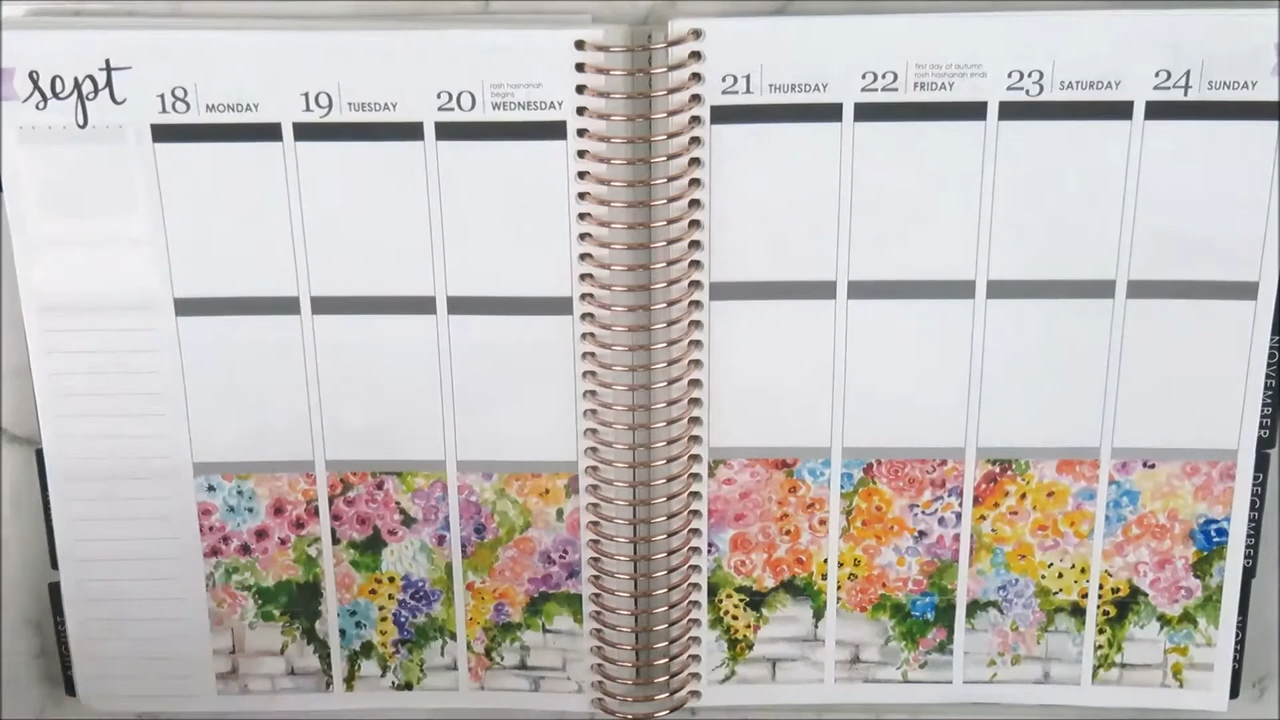 sept
18 MONDAY
19 TUESDAY
20 rosh hashanah
begins
WEDNESDAY
21 THURSDAY
22 first day of autumn
rosh hashanah ends
FRIDAY
23 SATURDAY
24 SUNDAY
NOVEMBER
DECEMBER
NOTES
AUGUST